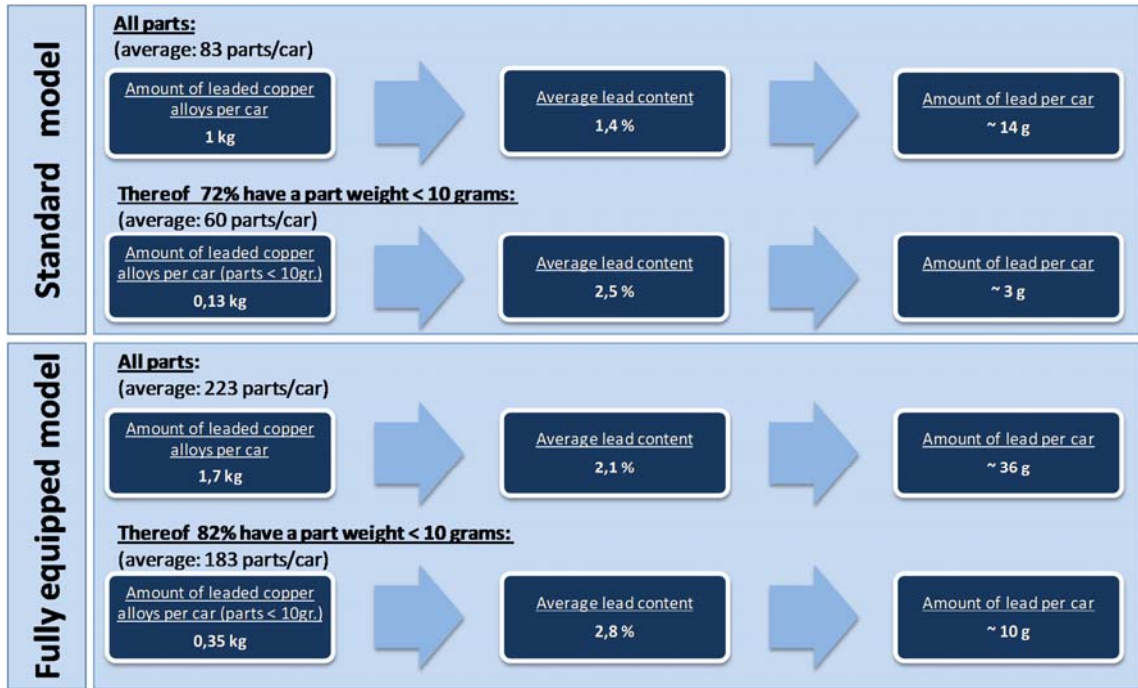 Standard model
All parts:
(average: 83 parts/car)
Amount of leaded copper
alloys per car
1 kg
Average lead content
1,4 %
Amount of lead per car
~ 14 g
Thereof 72% have a part weight < 10 grams:
(average: 60 parts/car)
Amount of leaded copper
alloys per car (parts < 10gr.)
0,13 kg
Average lead content
2,5 %
Amount of lead per car
~ 3 g
Fully equipped model
All parts:
(average: 223 parts/car)
Amount of leaded copper
alloys per car
1,7 kg
Average lead content
2,1 %
Amount of lead per car
~ 36 g
Thereof 82% have a part weight < 10 grams:
(average: 183 parts/car)
Amount of leaded copper
alloys per car (parts < 10gr.)
0,35 kg
Average lead content
2,8 %
Amount of lead per car
~ 10 g